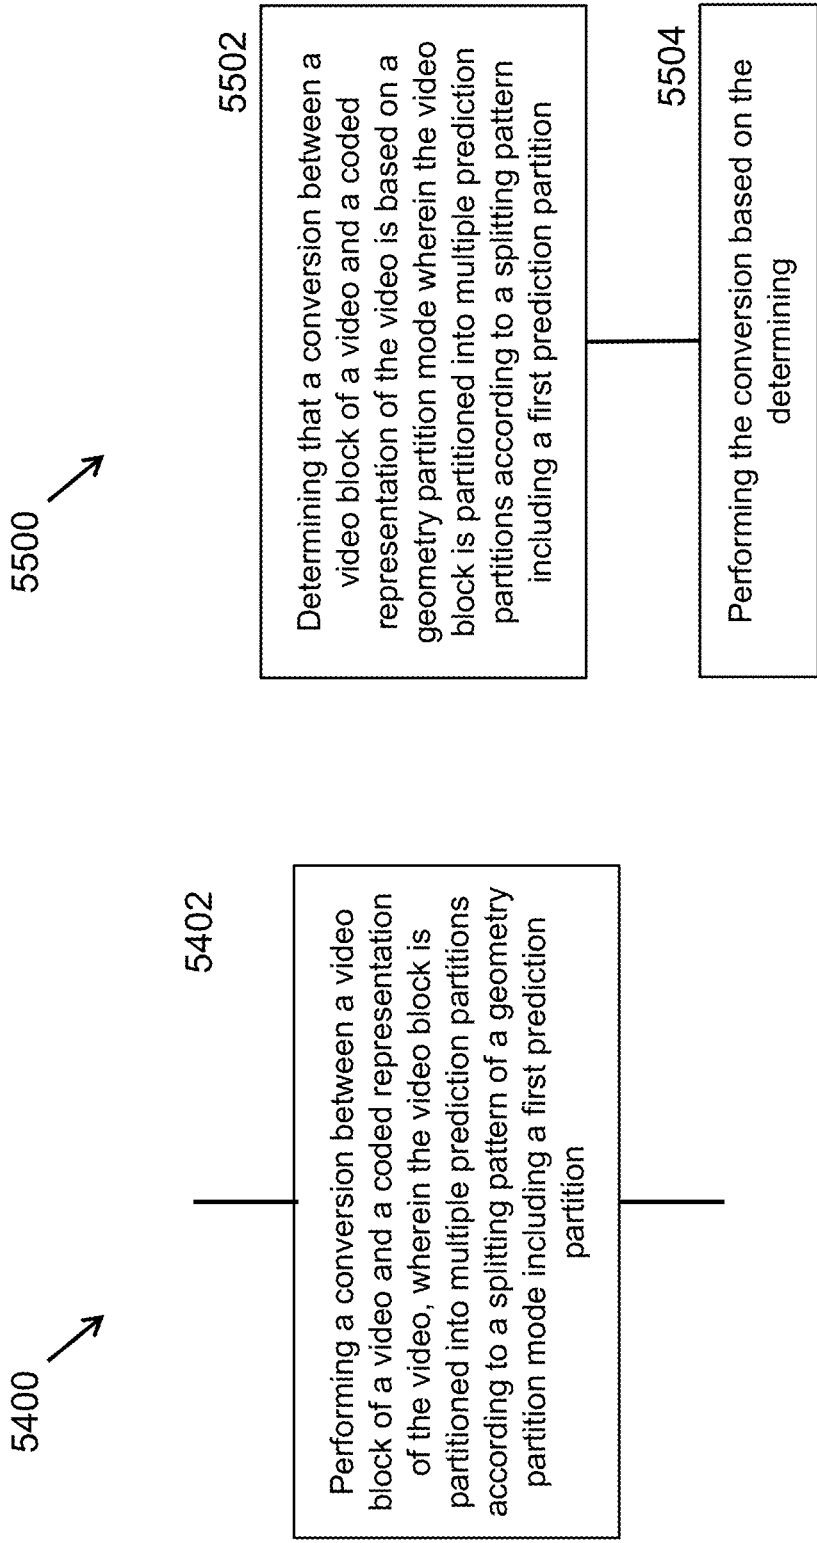 5400
5402
Performing a conversion between a video
block of a video and a coded representation
of the video, wherein the video block is
partitioned into multiple prediction partitions
according to a splitting pattern of a geometry
partition mode including a first prediction
partition
5500
5502
Determining that a conversion between a
video block of a video and a coded
representation of the video is based on a
geometry partition mode wherein the video
block is partitioned into multiple prediction
partitions according to a splitting pattern
including a first prediction partition
5504
Performing the conversion based on the
determining